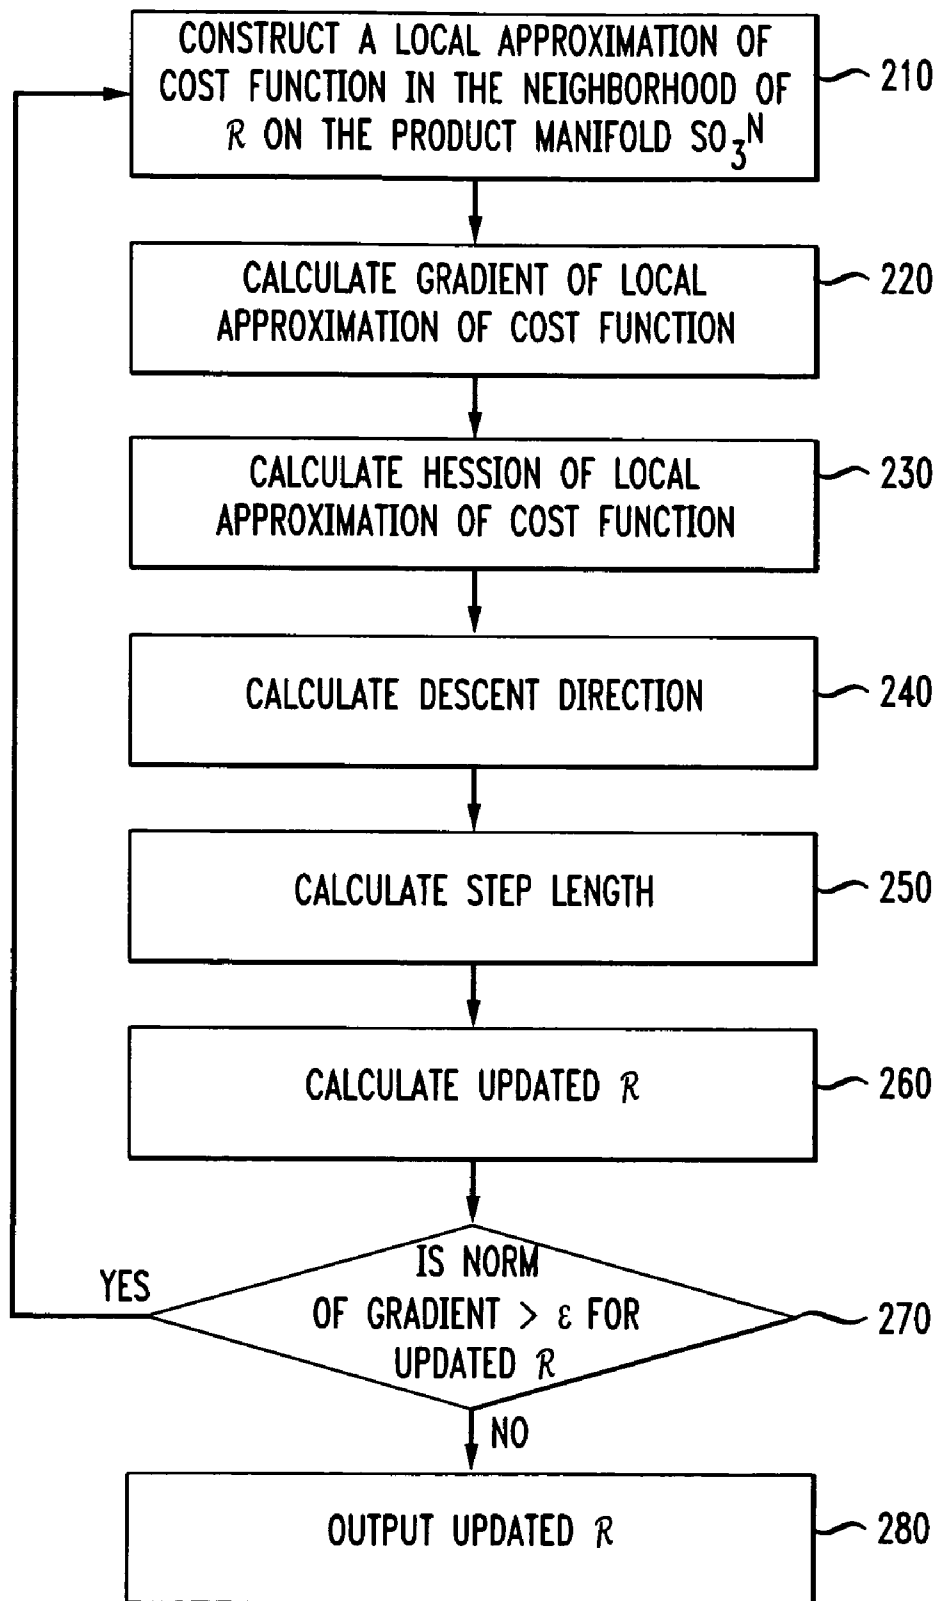 CONSTRUCT A LOCAL APPROXIMATION OF
COST FUNCTION IN THE NEIGHBORHOOD OF
ℛ ON THE PRODUCT MANIFOLD SO₃ᴺ
210
CALCULATE GRADIENT OF LOCAL
APPROXIMATION OF COST FUNCTION
220
CALCULATE HESSION OF LOCAL
APPROXIMATION OF COST FUNCTION
230
CALCULATE DESCENT DIRECTION
240
CALCULATE STEP LENGTH
250
CALCULATE UPDATED ℛ
260
YES
IS NORM
OF GRADIENT > ε FOR
UPDATED ℛ
270
NO
OUTPUT UPDATED ℛ
280